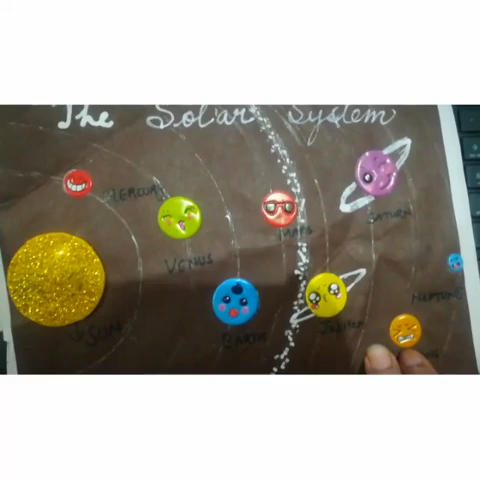 The Solar System
MERCURY
VENUS
SUN
EARTH
MARS
JUPITER
SATURN
NEPTUNE